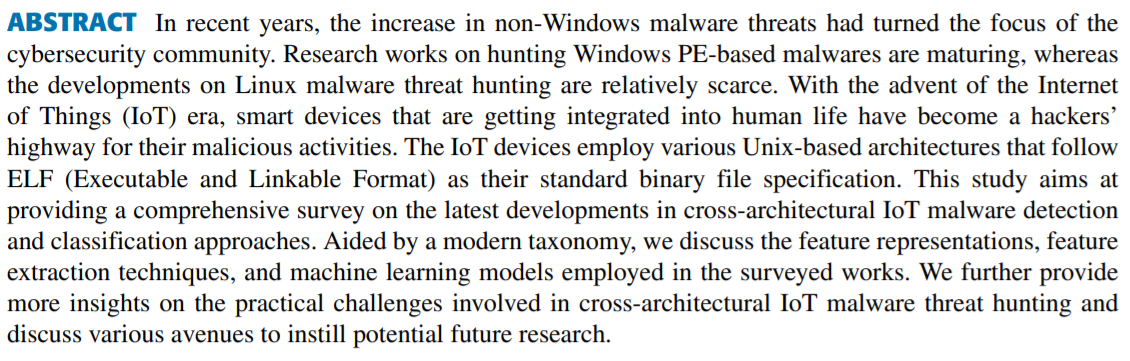 ABSTRACT In recent years, the increase in non-Windows malware threats had turned the focus of the
cybersecurity community. Research works on hunting Windows PE-based malwares are maturing, whereas
the developments on Linux malware threat hunting are relatively scarce. With the advent of the Internet
of Things (IoT) era, smart devices that are getting integrated into human life have become a hackers’
highway for their malicious activities. The IoT devices employ various Unix-based architectures that follow
ELF (Executable and Linkable Format) as their standard binary file specification. This study aims at
providing a comprehensive survey on the latest developments in cross-architectural IoT malware detection
and classification approaches. Aided by a modern taxonomy, we discuss the feature representations, feature
extraction techniques, and machine learning models employed in the surveyed works. We further provide
more insights on the practical challenges involved in cross-architectural IoT malware threat hunting and
discuss various avenues to instill potential future research.